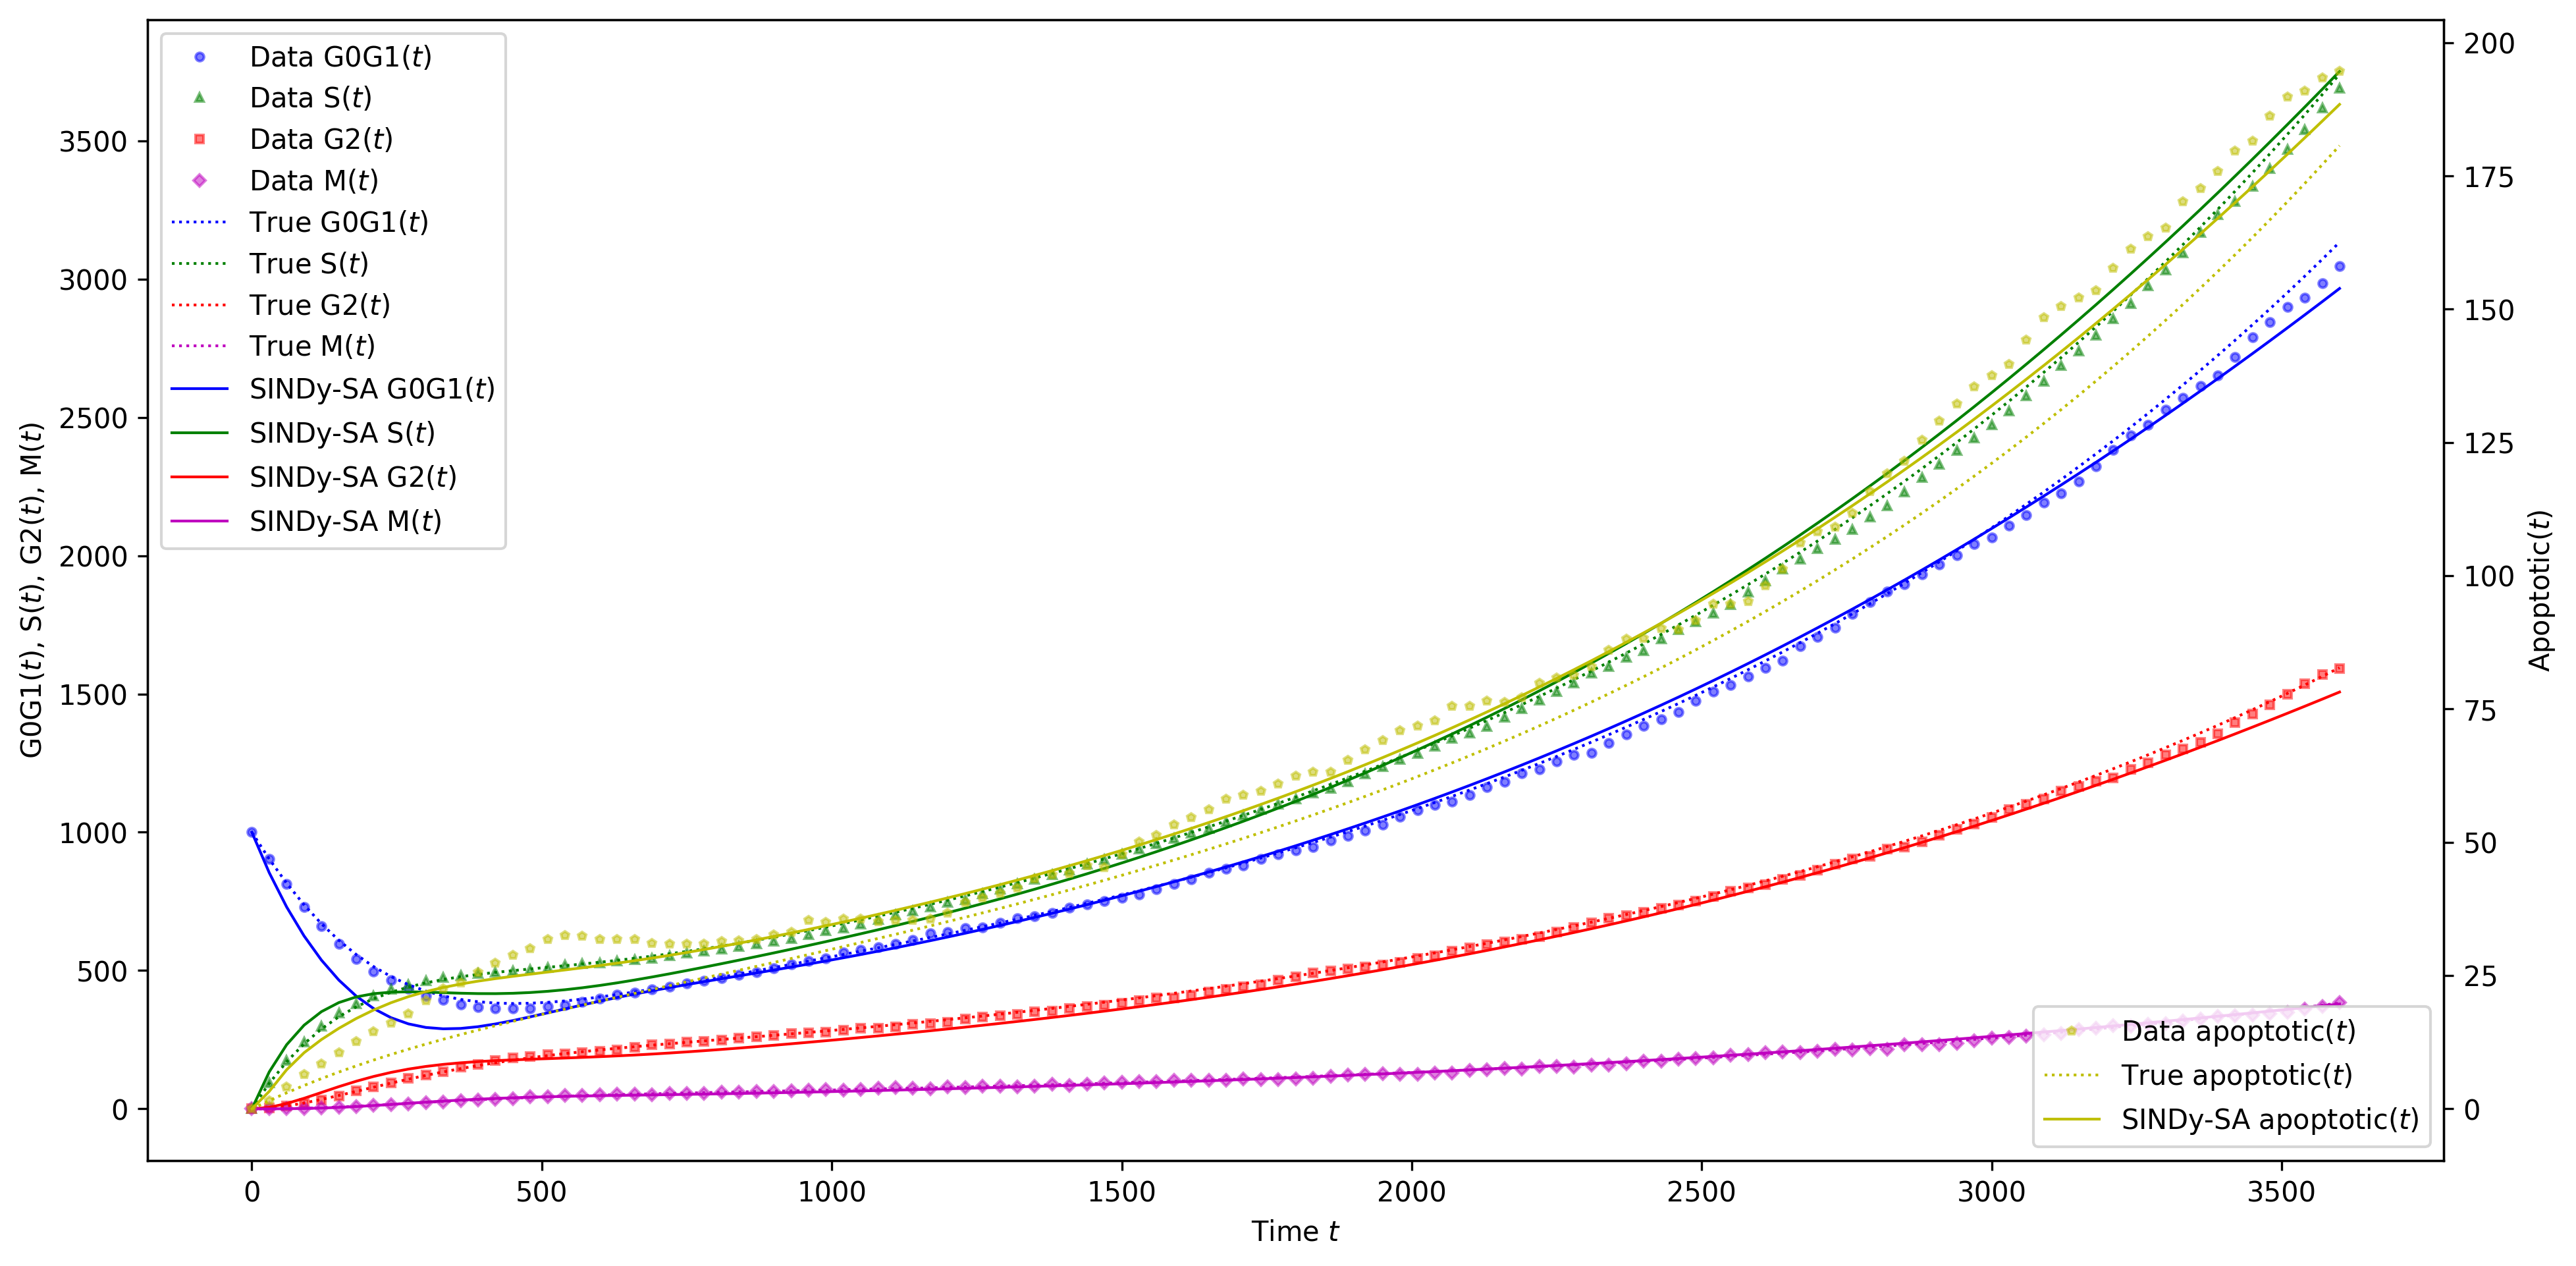 Data G0G1(t)
Data S(t)
Data G2(t)
Data M(t)
True G0G1(t)
True S(t)
True G2(t)
True M(t)
SINDy-SA G0G1(t)
SINDy-SA S(t)
SINDy-SA G2(t)
SINDy-SA M(t)
G0G1(t), S(t), G2(t), M(t)
3500
3000
2500
2000
1500
1000
500
0
200
175
150
125
100
75
50
25
0
Apoptotic(t)
Data apoptotic(t)
True apoptotic(t)
SINDy-SA apoptotic(t)
0
500
1000
1500
2000
2500
3000
3500
Time t